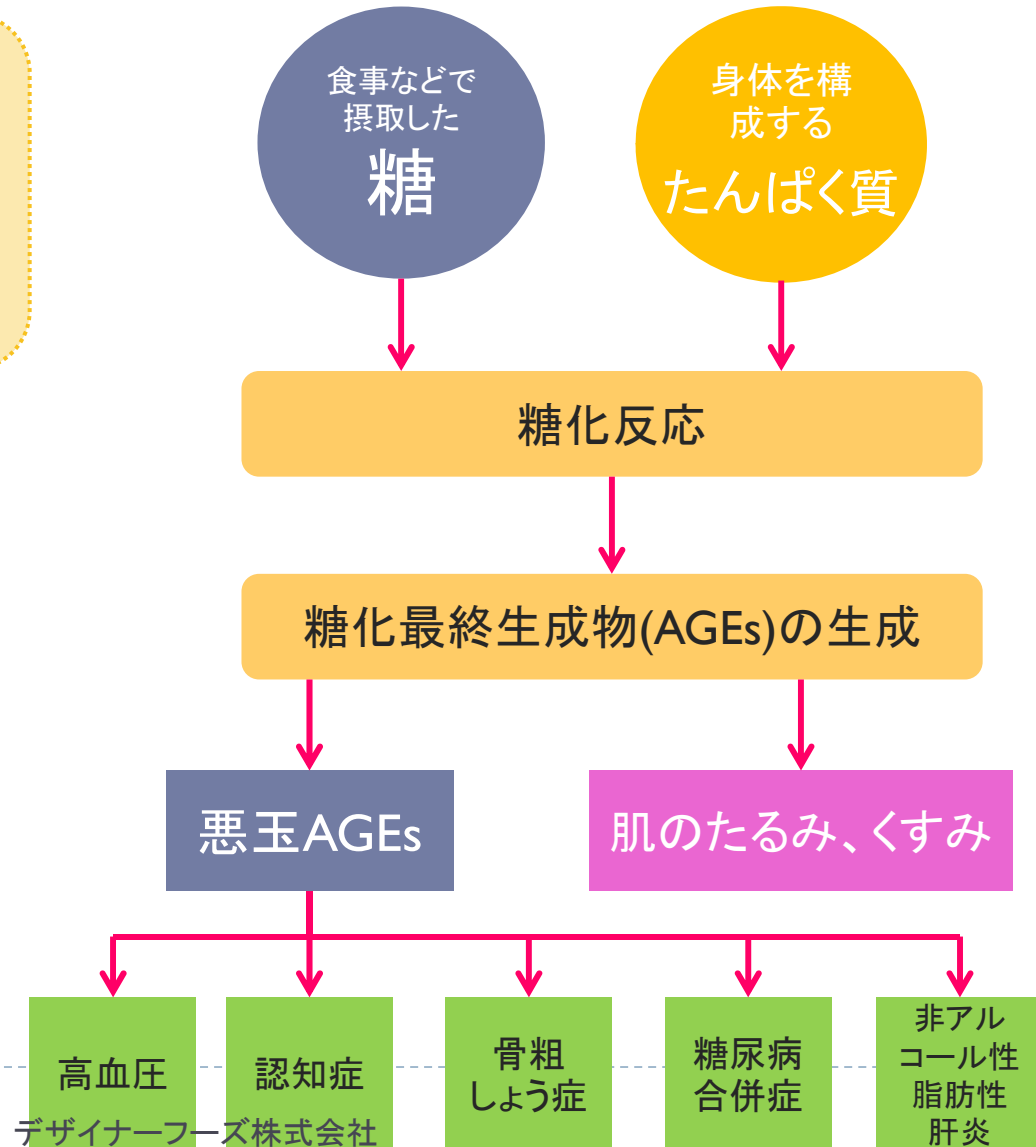 食事などで
摂取した
糖
身体を構
成する
たんぱく質
糖化反応
糖化最終生成物(AGEs)の生成
悪玉AGEs
肌のたるみ、くすみ
高血圧
認知症
骨粗
しょう症
糖尿病
合併症
非アル
コール性
脂肪性
肝炎
デザイナーフーズ株式会社